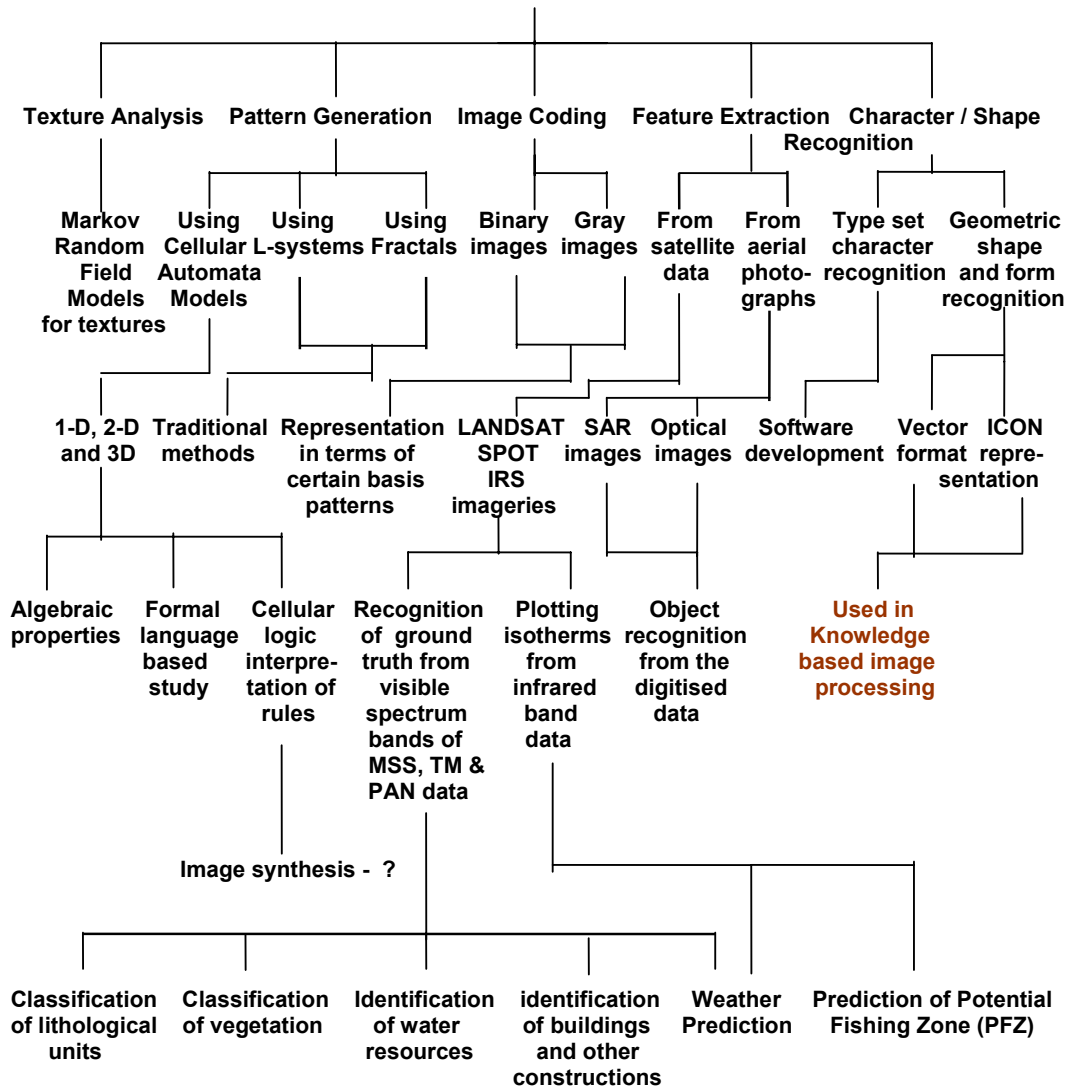 Texture Analysis
Pattern Generation
Image Coding
Feature Extraction
Character / Shape
Recognition
Markov
Random
Field
Models
for textures
Using
Cellular
Automata
Models
Using
L-systems
Using
Fractals
Binary
images
Gray
images
From
satellite
data
From
aerial
photo-
graphs
Type set
character
recognition
Geometric
shape
and form
recognition
1-D, 2-D
and 3D
Traditional
methods
Representation
in terms of
certain basis
patterns
LANDSAT
SPOT
IRS
imageries
SAR
images
Optical
images
Software
development
Vector
format
ICON
repre-
sentation
Algebraic
properties
Formal
language
based
study
Cellular
logic
interpre-
tation of
rules
Recognition
of ground
truth from
visible
spectrum
bands of
MSS, TM &
PAN data
Plotting
isotherms
from
infrared
band
data
Object
recognition
from the
digitised
data
Used in
Knowledge
based image
processing
Image synthesis - ?
Classification
of lithological
units
Classification
of vegetation
Identification
of water
resources
identification
of buildings
and other
constructions
Weather
Prediction
Prediction of Potential
Fishing Zone (PFZ)